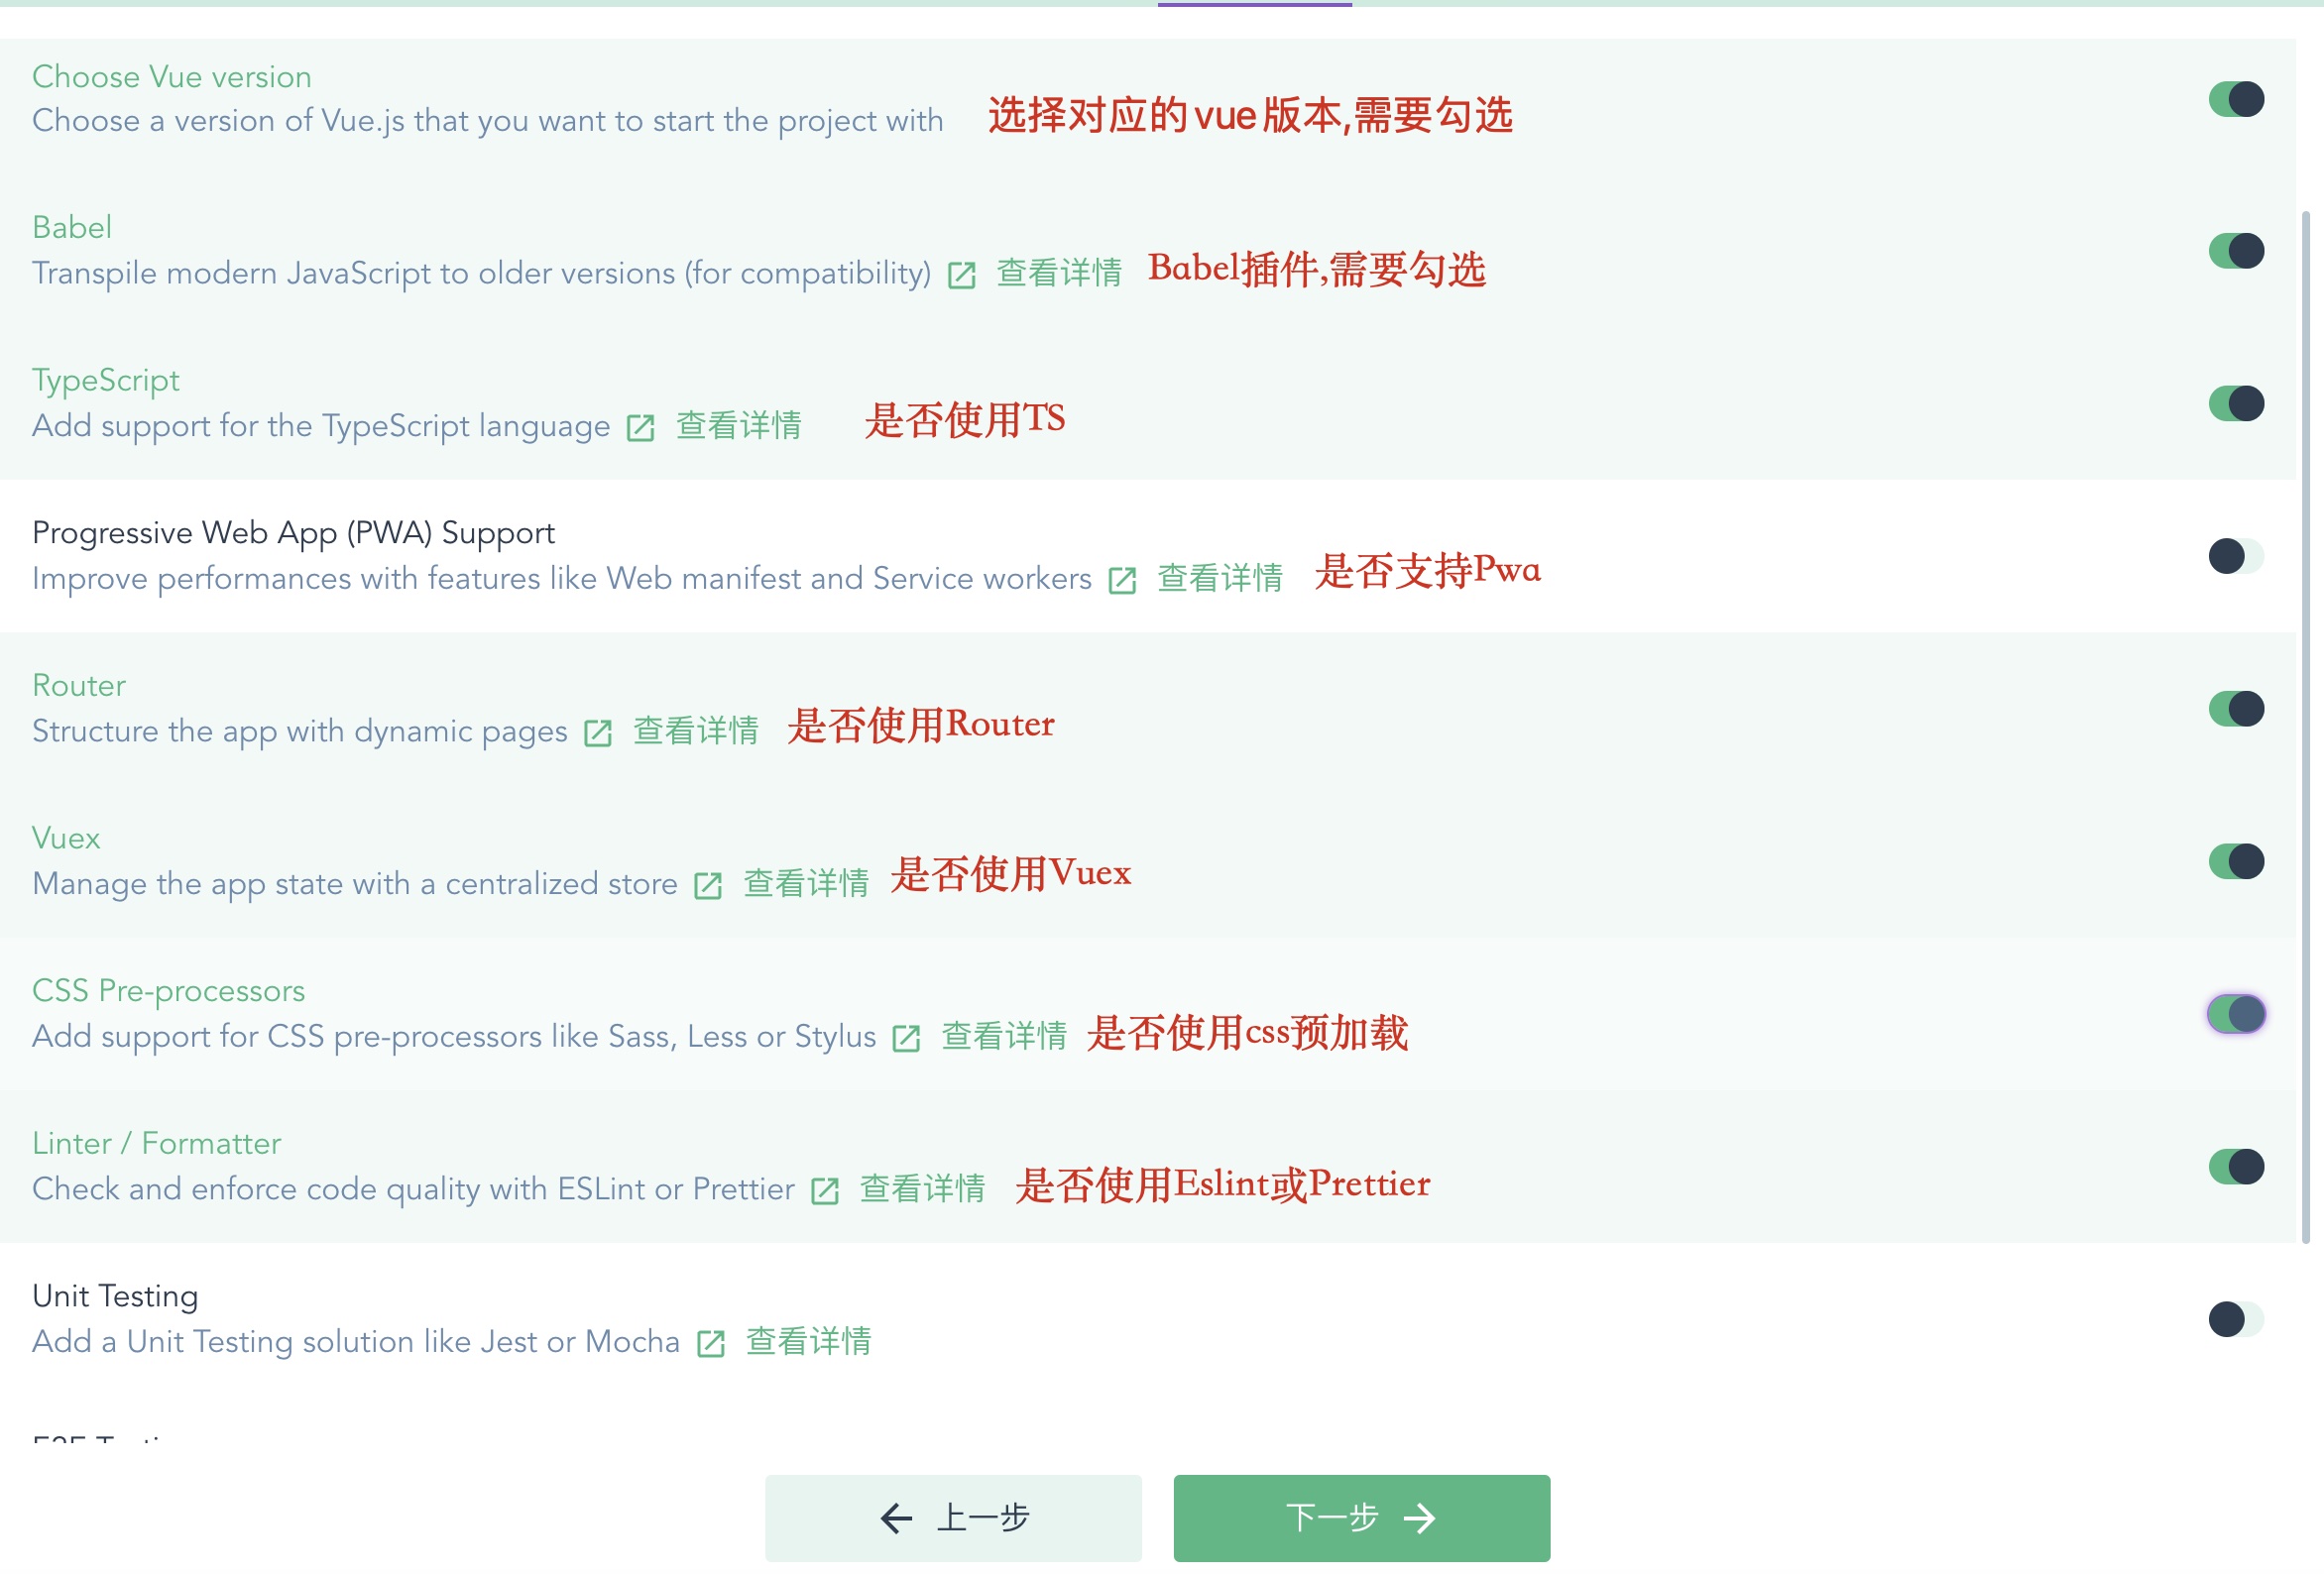 Choose Vue version
Choose a version of Vue.js that you want to start the project with 选择对应的vue版本,需要勾选
Babel
Transpile modern JavaScript to older versions (for compatibility) 查看详情 Babel插件,需要勾选
TypeScript
Add support for the TypeScript language 查看详情 是否使用TS
Progressive Web App (PWA) Support
Improve performances with features like Web manifest and Service workers 查看详情 是否支持Pwa
Router
Structure the app with dynamic pages 查看详情 是否使用Router
Vuex
Manage the app state with a centralized store 查看详情 是否使用Vuex
CSS Pre-processors
Add support for CSS pre-processors like Sass, Less or Stylus 查看详情 是否使用css预加载
Linter / Formatter
Check and enforce code quality with ESLint or Prettier 查看详情 是否使用Eslint或Prettier
Unit Testing
Add a Unit Testing solution like Jest or Mocha 查看详情
上一步 下一步